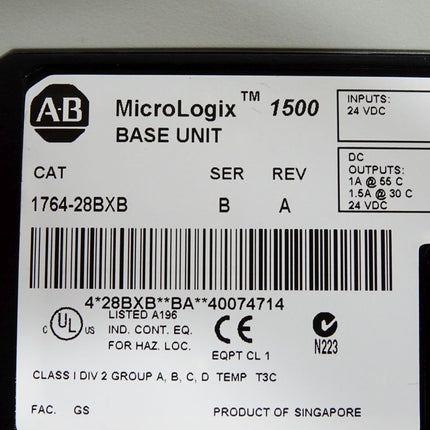 A-B
MicroLogix™ 1500
BASE UNIT
INPUTS:
24 VDC
DC
OUTPUTS:
1A @ 55 C
1.5A @ 30 C
24 VDC
CAT SER REV
1764-28BXB B A
4*28BXB**BA**40074714
C UL US
LISTED A196
IND. CONT. EQ.
FOR HAZ. LOC.
CE
EQPT CL 1
N223
CLASS I DIV 2 GROUP A, B, C, D TEMP T3C
FAC. GS PRODUCT OF SINGAPORE